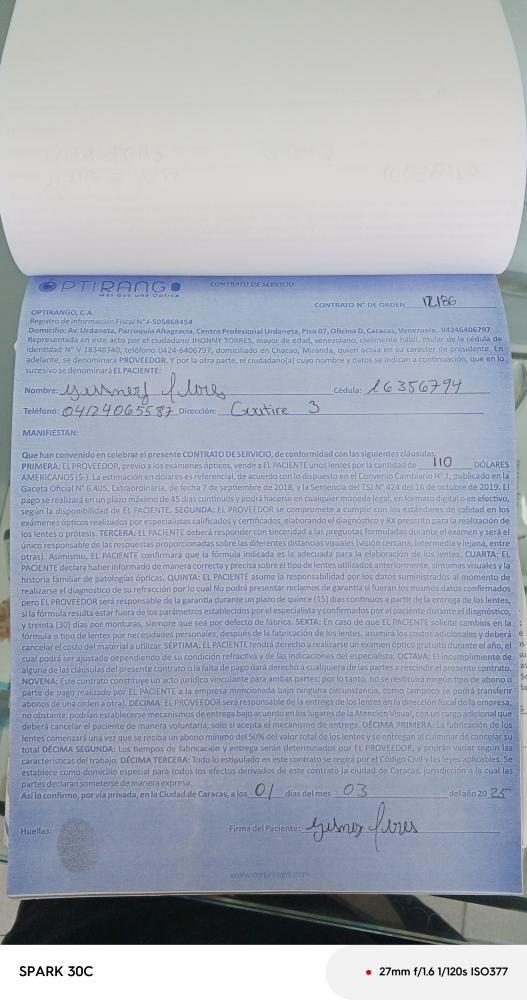 ÓPTIRANGO
Más que una Óptica
CONTRATO DE SERVICIO
CONTRATO N° DE ORDEN 12186
OPTIRANGO, C.A.
Registro de Información Fiscal N° J-505868454
Domicilio: Av. Urdaneta, Parroquia Altagracia, Centro Profesional Urdaneta, Piso 07, Oficina D, Caracas, Venezuela. 04246406797
Representada en este acto por el ciudadano JHONNY TORRES, mayor de edad, venezolano, civilmente hábil, titular de la cédula de
identidad N° V-18348340, teléfono 0424-6406797, domiciliado en Chacao, Miranda, quien actúa en su carácter de presidente. En
adelante, se denominará PROVEEDOR. Y por la otra parte, el ciudadano(a) cuyo nombre y datos se indican a continuación, que en lo
sucesivo se denominará EL PACIENTE:
Nombre: flores Cédula: 16356794
Teléfono: 04124065587 Dirección: Guatire 3
MANIFIESTAN:
Que han convenido en celebrar el presente CONTRATO DE SERVICIO, de conformidad con las siguientes cláusulas:
PRIMERA: EL PROVEEDOR, previo a los exámenes ópticos, vende a EL PACIENTE unos lentes por la cantidad de 110 DÓLARES
AMERICANOS ($-). La estimación en dólares es referencial, de acuerdo con lo dispuesto en el Convenio Cambiario N° 1, publicado en la
Gaceta Oficial N° 6.405, Extraordinaria, de fecha 7 de septiembre de 2018, y la Sentencia del TSJ N° 424 del 16 de octubre de 2019. El
pago se realizará en un plazo máximo de 45 días continuos y podrá hacerse en cualquier moneda legal, en formato digital o en efectivo,
según la disponibilidad de EL PACIENTE. SEGUNDA: EL PROVEEDOR se compromete a cumplir con los estándares de calidad en los
exámenes ópticos realizados por especialistas calificados y certificados, elaborando el diagnóstico y RX prescrito para la realización de
los lentes o prótesis. TERCERA: EL PACIENTE deberá responder con sinceridad a las preguntas formuladas durante el examen y será el
único responsable de las respuestas proporcionadas sobre las diferentes distancias visuales (visión cercana, intermedia y lejana, entre
otras). Asimismo, EL PACIENTE confirmará que la fórmula indicada es la adecuada para la elaboración de los lentes. CUARTA: EL
PACIENTE declara haber informado de manera correcta y precisa sobre el tipo de lentes utilizados anteriormente, síntomas visuales y la
historia familiar de patologías ópticas. QUINTA: EL PACIENTE asume la responsabilidad por los datos suministrados al momento de
realizarse el diagnóstico de su refracción por lo cual No podrá presentar reclamos de garantía si fueran los mismos datos confirmados
pero EL PROVEEDOR será responsable de la garantía durante un plazo de quince (15) días continuos a partir de la entrega de los lentes,
si la fórmula resulta estar fuera de los parámetros establecidos por el especialista y confirmados por el paciente durante el diagnóstico,
y treinta (30) días por monturas, siempre que sea por defecto de fábrica. SEXTA: En caso de que EL PACIENTE solicite cambios en la
fórmula o tipo de lentes por necesidades personales, después de la fabricación de los lentes, asumirá los costos adicionales y deberá
cancelar el costo del material a utilizar. SÉPTIMA: EL PACIENTE tendrá derecho a realizarse un examen óptico gratuito durante el año, el
cual podrá ser ajustado dependiendo de su condición refractiva y de las indicaciones del especialista. OCTAVA: El incumplimiento de
alguna de las cláusulas del presente contrato o la falta de pago dará derecho a cualquiera de las partes a rescindir el presente contrato.
NOVENA: Este contrato constituye un acto jurídico vinculante para ambas partes; por lo tanto, no se restituirá ningún tipo de abono o
parte de pago realizado por EL PACIENTE a la empresa mencionada bajo ninguna circunstancia, como tampoco se podrá transferir
abonos de una orden a otra). DÉCIMA: EL PROVEEDOR será responsable de la entrega de los lentes en la dirección fiscal de la empresa;
no obstante, podrían establecerse mecanismos de entrega bajo acuerdo en los lugares de la Atención Visual, con un cargo adicional que
deberá cancelar el paciente de manera voluntaria, solo si acepta el mecanismo de entrega. DÉCIMA PRIMERA: La fabricación de los
lentes comenzará una vez que se reciba un abono mínimo del 50% del valor total de los lentes y se entregan al culminar de cancelar su
total DÉCIMA SEGUNDA: Los tiempos de fabricación y entrega serán determinados por EL PROVEEDOR, y podrán variar según las
características del trabajo. DÉCIMA TERCERA: Todo lo estipulado en este contrato se regirá por el Código Civil y las leyes aplicables. Se
establece como domicilio especial para todos los efectos derivados de este contrato la ciudad de Caracas, jurisdicción a la cual las
partes declaran someterse de manera expresa.
Así lo confirmo, por vía privada, en la Ciudad de Caracas, a los 01 días del mes 03 del año 2025
Huellas:
Firma del Paciente: flores
www.optirango.com
SPARK 30C
27mm f/1.6 1/120s ISO377